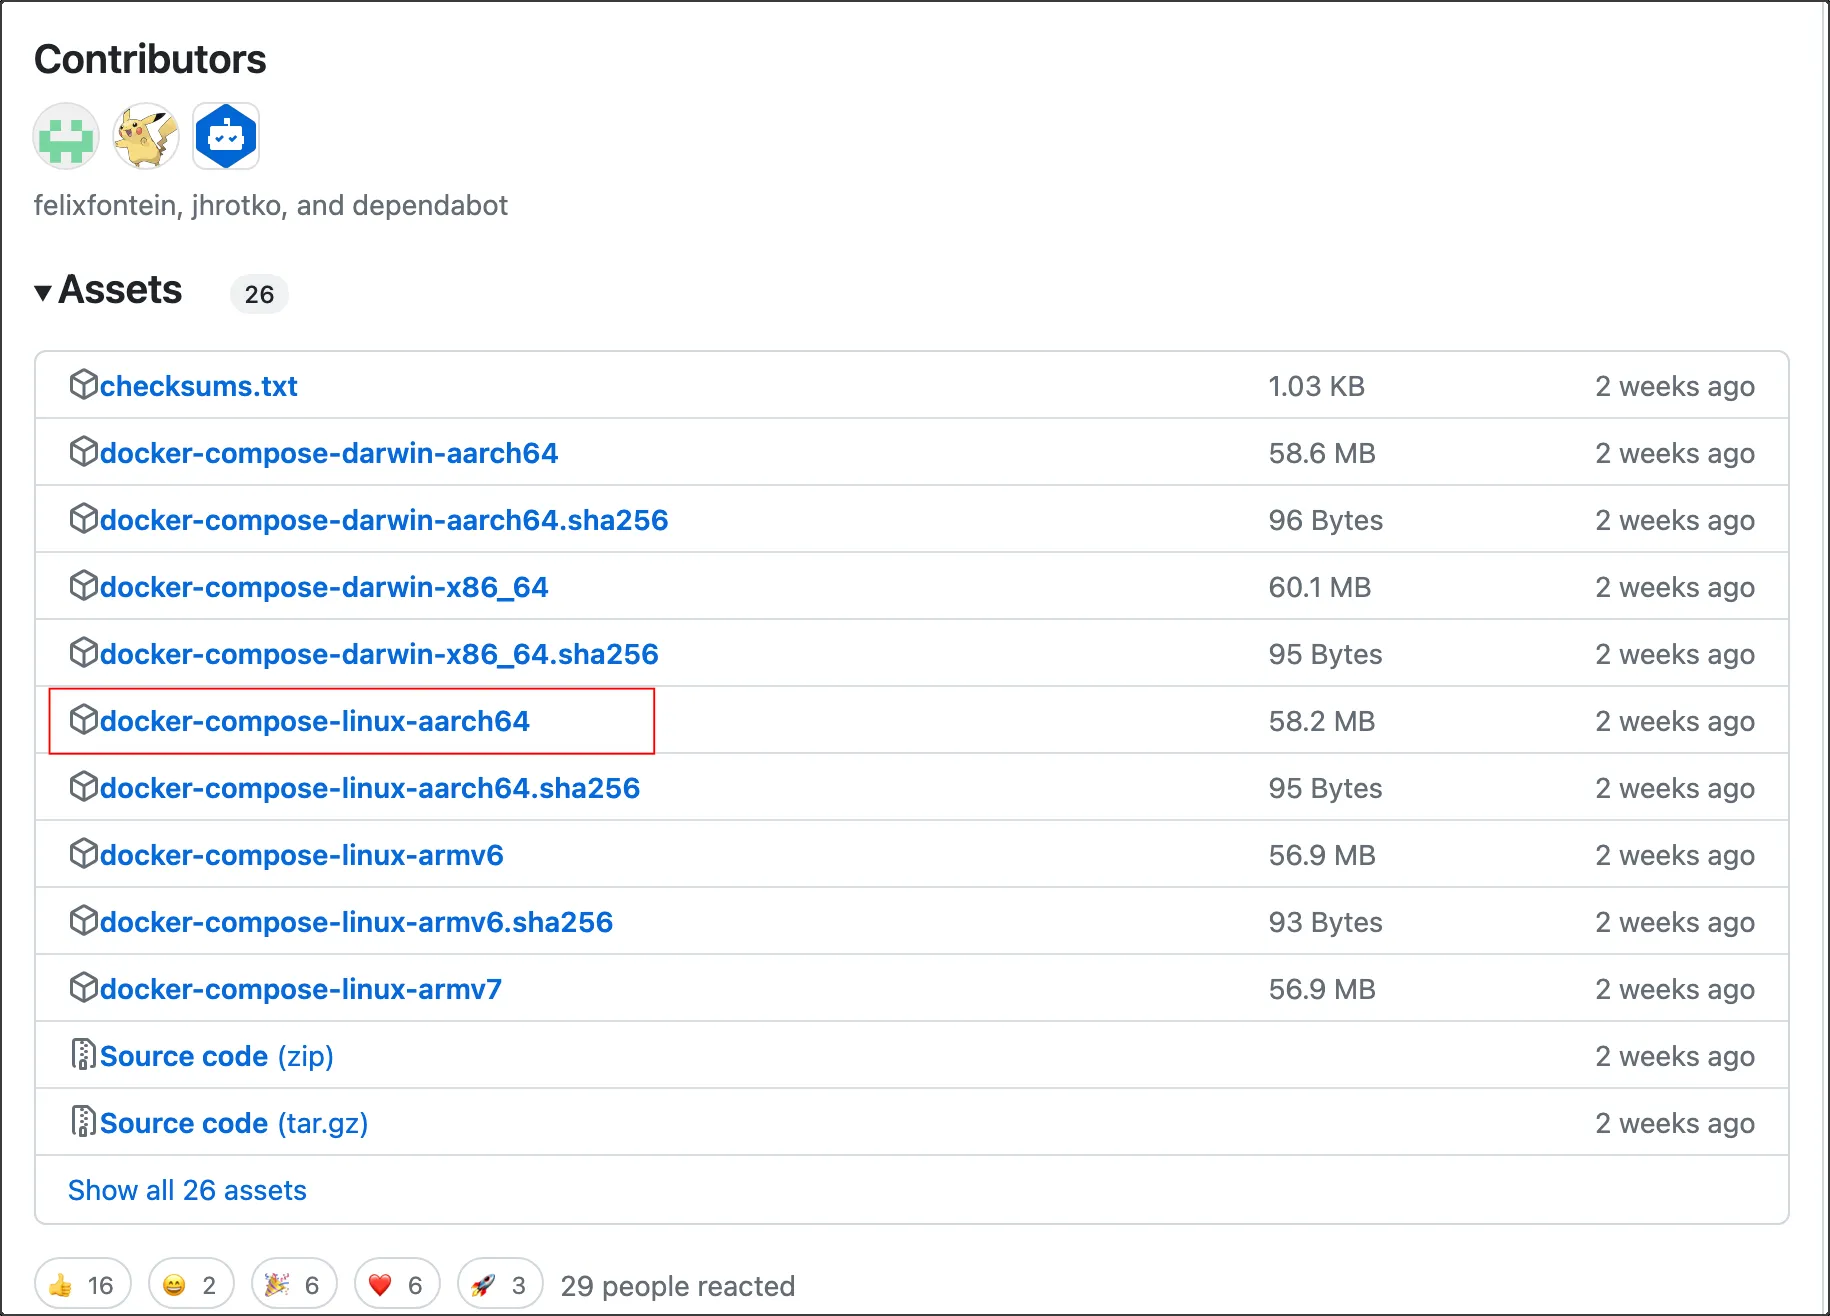 Contributors
felixfontein, jhrotko, and dependabot
Assets 26
checksums.txt 1.03 KB 2 weeks ago
docker-compose-darwin-aarch64 58.6 MB 2 weeks ago
docker-compose-darwin-aarch64.sha256 96 Bytes 2 weeks ago
docker-compose-darwin-x86_64 60.1 MB 2 weeks ago
docker-compose-darwin-x86_64.sha256 95 Bytes 2 weeks ago
docker-compose-linux-aarch64 58.2 MB 2 weeks ago
docker-compose-linux-aarch64.sha256 95 Bytes 2 weeks ago
docker-compose-linux-armv6 56.9 MB 2 weeks ago
docker-compose-linux-armv6.sha256 93 Bytes 2 weeks ago
docker-compose-linux-armv7 56.9 MB 2 weeks ago
Source code (zip) 2 weeks ago
Source code (tar.gz) 2 weeks ago
Show all 26 assets
👍 16 😄 2 🎉 6 ❤️ 6 🚀 3 29 people reacted